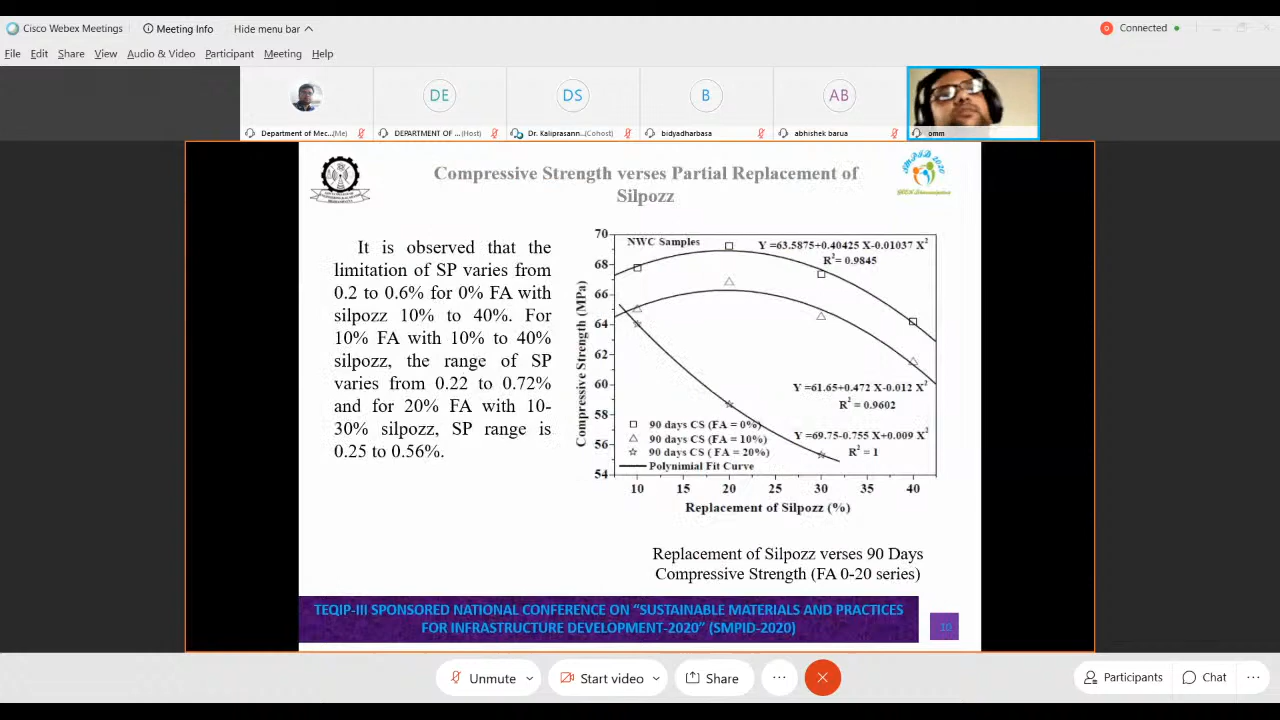 Cisco Webex Meetings
Meeting Info
Hide menu bar
Connected
File Edit Share View Audio & Video Participant Meeting Help
DE
DS
B
AB
Department of Mec...(Me)
DEPARTMENT OF ...(Host)
Dr. Kaliprasann...(Cohost)
bidyadharbasa
abhishek barua
omm
Compressive Strength verses Partial Replacement of
Silpozz
SMPID 2020
It is observed that the
limitation of SP varies from
0.2 to 0.6% for 0% FA with
silpozz 10% to 40%. For
10% FA with 10% to 40%
silpozz, the range of SP
varies from 0.22 to 0.72%
and for 20% FA with 10-
30% silpozz, SP range is
0.25 to 0.56%.
NWC Samples
Y =63.5875+0.40425 X-0.01037 X²
R²= 0.9845
Y =61.65+0.472 X-0.012 X²
R² = 0.9602
Y =69.75-0.755 X+0.009 X²
R² = 1
90 days CS (FA = 0%)
90 days CS (FA = 10%)
90 days CS ( FA = 20%)
Polynimial Fit Curve
Compressive Strength (MPa)
70
68
66
64
62
60
58
56
54
10 15 20 25 30 35 40
Replacement of Silpozz (%)
Replacement of Silpozz verses 90 Days
Compressive Strength (FA 0-20 series)
TEQIP-III SPONSORED NATIONAL CONFERENCE ON "SUSTAINABLE MATERIALS AND PRACTICES
FOR INFRASTRUCTURE DEVELOPMENT-2020" (SMPID-2020)
10
Unmute
Start video
Share
Participants
Chat